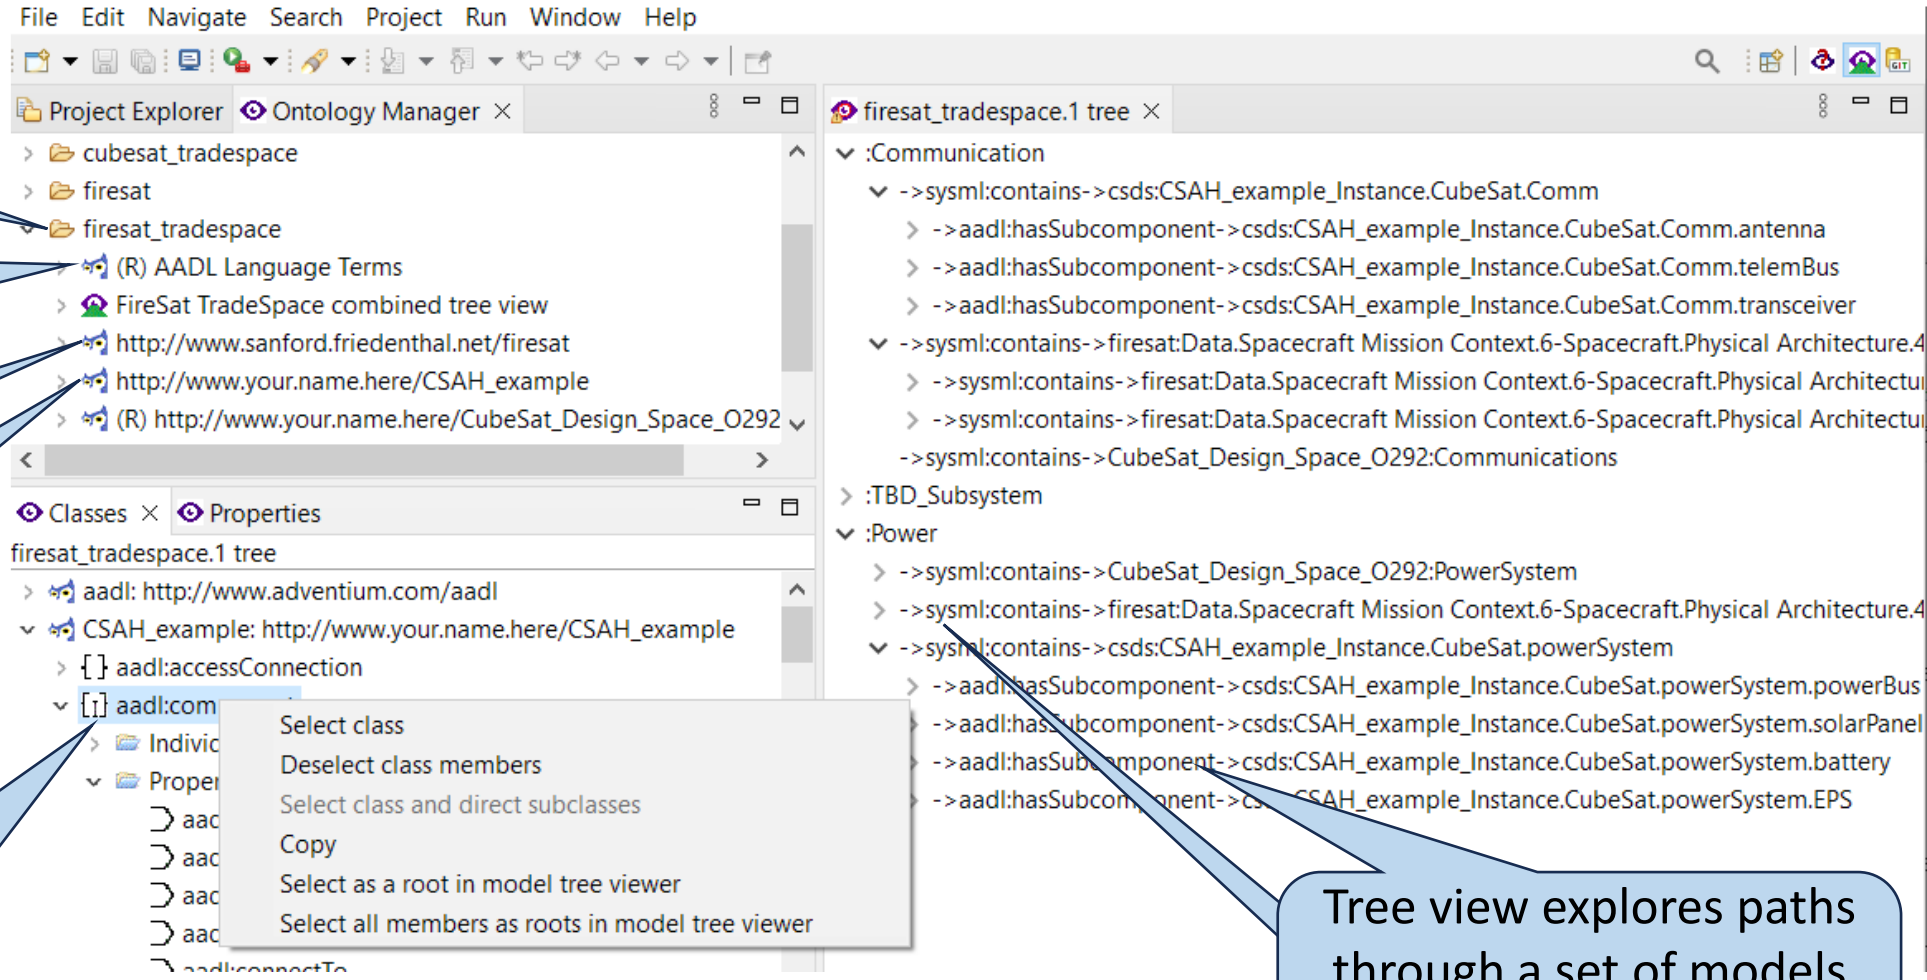 File Edit Navigate Search Project Run Window Help
GIT
Project Explorer Ontology Manager
cubesat_tradespace
firesat
firesat_tradespace
(R) AADL Language Terms
FireSat TradeSpace combined tree view
http://www.sanford.friedenthal.net/firesat
http://www.your.name.here/CSAH_example
(R) http://www.your.name.here/CubeSat_Design_Space_O292
Classes Properties
firesat_tradespace.1 tree
aadl: http://www.adventium.com/aadl
CSAH_example: http://www.your.name.here/CSAH_example
{} aadl:accessConnection
{I} aadl:com
Individ
Proper
aad
aad
aad
aad
aadl:connectTo
Select class
Deselect class members
Select class and direct subclasses
Copy
Select as a root in model tree viewer
Select all members as roots in model tree viewer
firesat_tradespace.1 tree
:Communication
->sysml:contains->csds:CSAH_example_Instance.CubeSat.Comm
->aadl:hasSubcomponent->csds:CSAH_example_Instance.CubeSat.Comm.antenna
->aadl:hasSubcomponent->csds:CSAH_example_Instance.CubeSat.Comm.telemBus
->aadl:hasSubcomponent->csds:CSAH_example_Instance.CubeSat.Comm.transceiver
->sysml:contains->firesat:Data.Spacecraft Mission Context.6-Spacecraft.Physical Architecture.4
->sysml:contains->firesat:Data.Spacecraft Mission Context.6-Spacecraft.Physical Architectu
->sysml:contains->firesat:Data.Spacecraft Mission Context.6-Spacecraft.Physical Architectu
->sysml:contains->CubeSat_Design_Space_O292:Communications
:TBD_Subsystem
:Power
->sysml:contains->CubeSat_Design_Space_O292:PowerSystem
->sysml:contains->firesat:Data.Spacecraft Mission Context.6-Spacecraft.Physical Architecture.4
->sysml:contains->csds:CSAH_example_Instance.CubeSat.powerSystem
->aadl:hasSubcomponent->csds:CSAH_example_Instance.CubeSat.powerSystem.powerBus
->aadl:hasSubcomponent->csds:CSAH_example_Instance.CubeSat.powerSystem.solarPanel
->aadl:hasSubcomponent->csds:CSAH_example_Instance.CubeSat.powerSystem.battery
->aadl:hasSubcomponent->csds:CSAH_example_Instance.CubeSat.powerSystem.EPS
Tree view explores paths
through a set of models